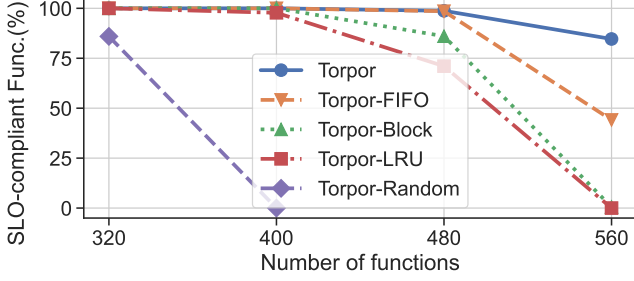 SLO-compliant Func.(%)
100
75
50
25
0
Torpor
Torpor-FIFO
Torpor-Block
Torpor-LRU
Torpor-Random
320 400 480 560
Number of functions